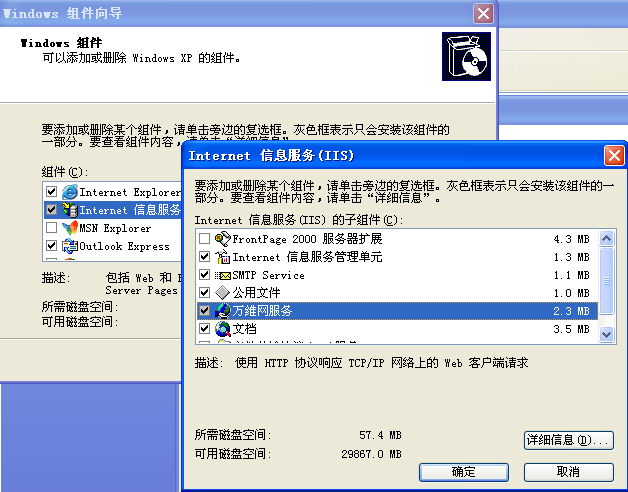 Windows 组件向导
Windows 组件
可以添加或删除 Windows XP 的组件。
要添加或删除某个组件，请单击旁边的复选框。灰色框表示只会安装该组件的
一部分。要查看组件内容，请单击“详细信息”。
组件(C):
Internet Explorer
Internet 信息服务
MSN Explorer
Outlook Express
描述: 包括 Web 和
Server Pages
所需磁盘空间:
可用磁盘空间:
Internet 信息服务(IIS)
要添加或删除某个组件，请单击旁边的复选框。灰色框表示只会安装该组件的一
部分。要查看组件内容，请单击“详细信息”。
Internet 信息服务(IIS) 的子组件(C):
FrontPage 2000 服务器扩展 4.3 MB
Internet 信息服务管理单元 1.3 MB
SMTP Service 1.1 MB
公用文件 1.0 MB
万维网服务 2.3 MB
文档 3.5 MB
描述: 使用 HTTP 协议响应 TCP/IP 网络上的 Web 客户端请求
所需磁盘空间: 57.4 MB
可用磁盘空间: 29867.0 MB
详细信息(D)...
确定
取消